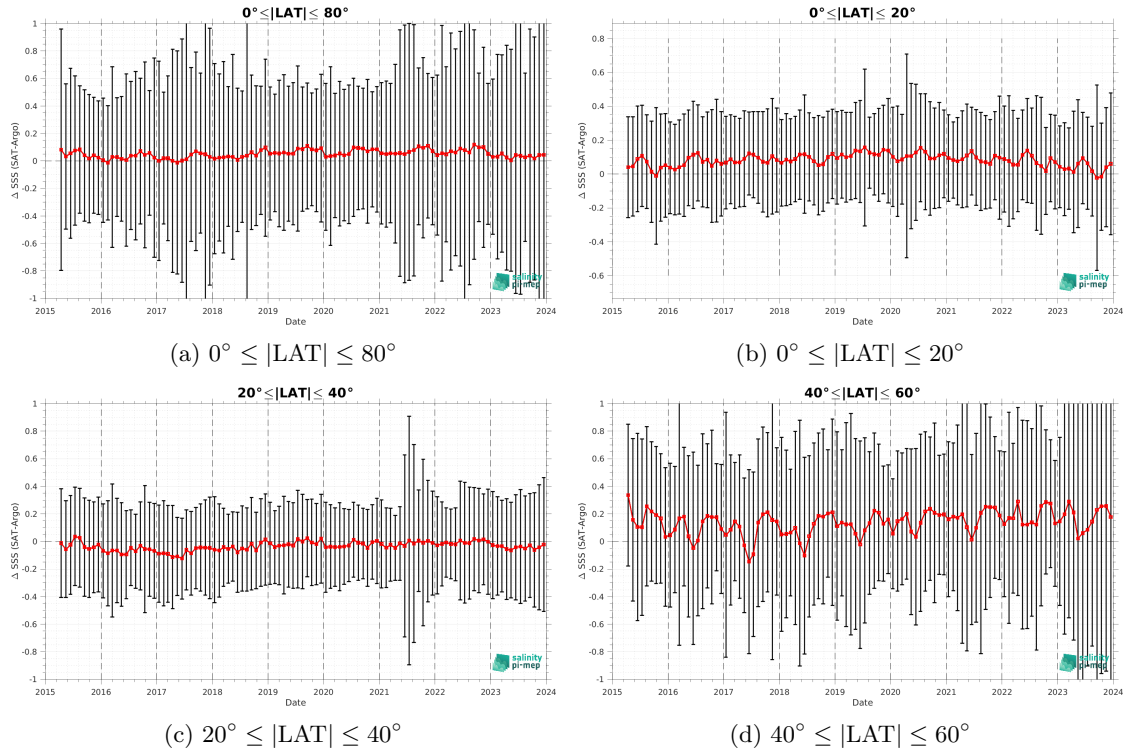 0°≤|LAT|≤ 80°
Δ SSS (SAT-Argo)
1
0.8
0.6
0.4
0.2
0
-0.2
-0.4
-0.6
-0.8
-1
2015 2016 2017 2018 2019 2020 2021 2022 2023 2024
Date
salinity
pi-mep
(a) 0° ≤ |LAT| ≤ 80°
0°≤|LAT|≤ 20°
Δ SSS (SAT-Argo)
0.8
0.6
0.4
0.2
0
-0.2
-0.4
-0.6
2015 2016 2017 2018 2019 2020 2021 2022 2023 2024
Date
salinity
pi-mep
(b) 0° ≤ |LAT| ≤ 20°
20°≤|LAT|≤ 40°
Δ SSS (SAT-Argo)
1
0.8
0.6
0.4
0.2
0
-0.2
-0.4
-0.6
-0.8
-1
2015 2016 2017 2018 2019 2020 2021 2022 2023 2024
Date
salinity
pi-mep
(c) 20° ≤ |LAT| ≤ 40°
40°≤|LAT|≤ 60°
Δ SSS (SAT-Argo)
1
0.8
0.6
0.4
0.2
0
-0.2
-0.4
-0.6
-0.8
-1
2015 2016 2017 2018 2019 2020 2021 2022 2023 2024
Date
salinity
pi-mep
(d) 40° ≤ |LAT| ≤ 60°